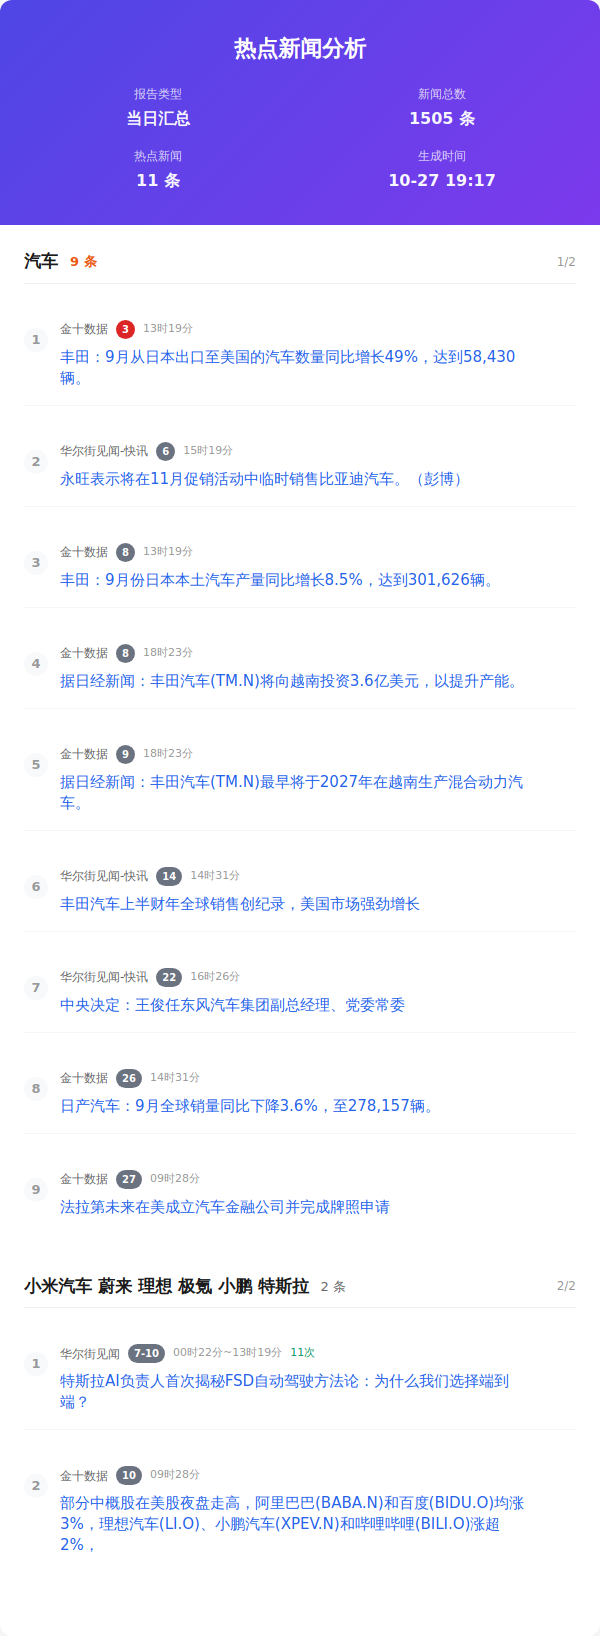 热点新闻分析
报告类型
当日汇总
新闻总数
1505 条
热点新闻
11 条
生成时间
10-27 19:17
汽车 9 条 1/2
1
金十数据 3 13时19分
丰田：9月从日本出口至美国的汽车数量同比增长49%，达到58,430
辆。
2
华尔街见闻-快讯 6 15时19分
永旺表示将在11月促销活动中临时销售比亚迪汽车。（彭博）
3
金十数据 8 13时19分
丰田：9月份日本本土汽车产量同比增长8.5%，达到301,626辆。
4
金十数据 8 18时23分
据日经新闻：丰田汽车(TM.N)将向越南投资3.6亿美元，以提升产能。
5
金十数据 9 18时23分
据日经新闻：丰田汽车(TM.N)最早将于2027年在越南生产混合动力汽
车。
6
华尔街见闻-快讯 14 14时31分
丰田汽车上半财年全球销售创纪录，美国市场强劲增长
7
华尔街见闻-快讯 22 16时26分
中央决定：王俊任东风汽车集团副总经理、党委常委
8
金十数据 26 14时31分
日产汽车：9月全球销量同比下降3.6%，至278,157辆。
9
金十数据 27 09时28分
法拉第未来在美成立汽车金融公司并完成牌照申请
小米汽车 蔚来 理想 极氪 小鹏 特斯拉 2 条 2/2
1
华尔街见闻 7-10 00时22分~13时19分 11次
特斯拉AI负责人首次揭秘FSD自动驾驶方法论：为什么我们选择端到
端？
2
金十数据 10 09时28分
部分中概股在美股夜盘走高，阿里巴巴(BABA.N)和百度(BIDU.O)均涨
3%，理想汽车(LI.O)、小鹏汽车(XPEV.N)和哔哩哔哩(BILI.O)涨超
2%，